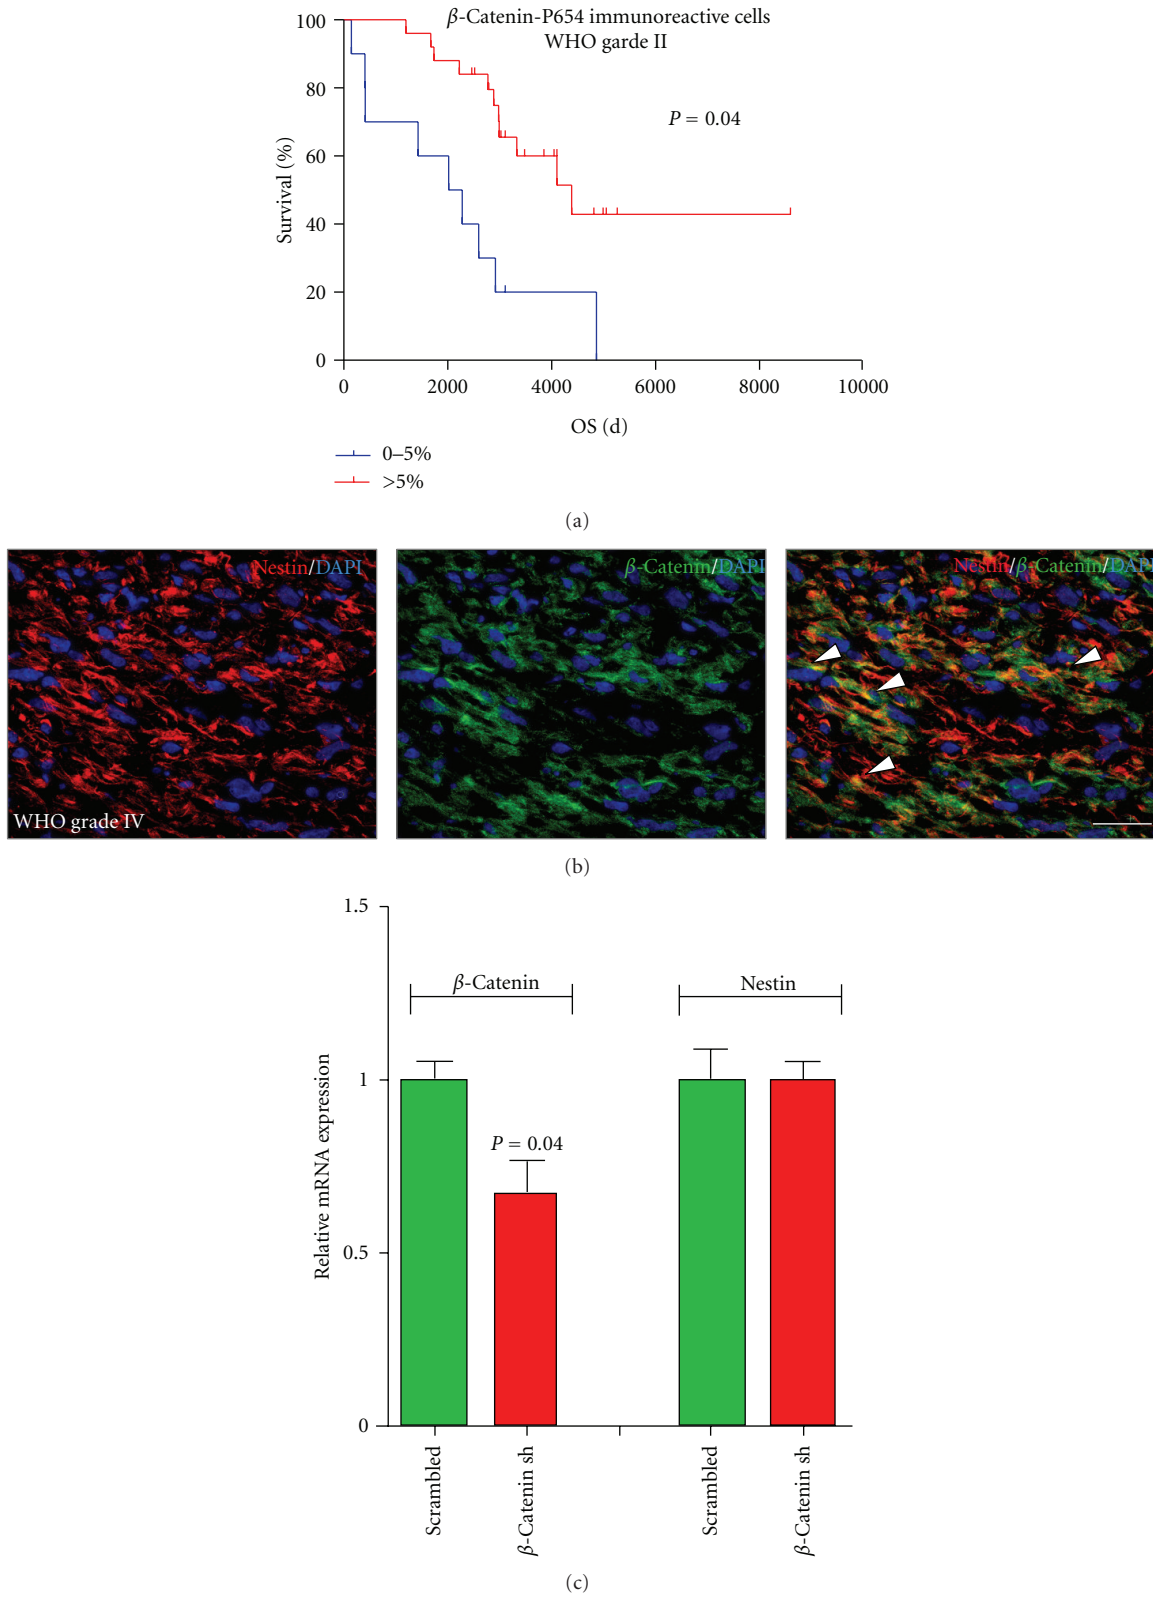 β-Catenin-P654 immunoreactive cells
WHO garde II
100
80
60
40
20
0
Survival (%)
P = 0.04
0 2000 4000 6000 8000 10000
OS (d)
0–5%
>5%
(a)
Nestin/DAPI
WHO grade IV
β-Catenin/DAPI
Nestin/β-Catenin/DAPI
(b)
1.5
1
0.5
0
Relative mRNA expression
β-Catenin
Nestin
P = 0.04
Scrambled
β-Catenin sh
Scrambled
β-Catenin sh
(c)